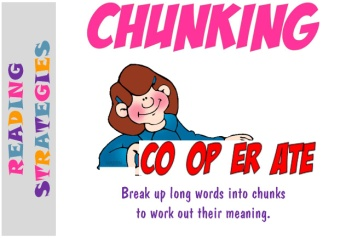 READING
STRATEGIES
CHUNKING
CO OP ER ATE
Break up long words into chunks
to work out their meaning.